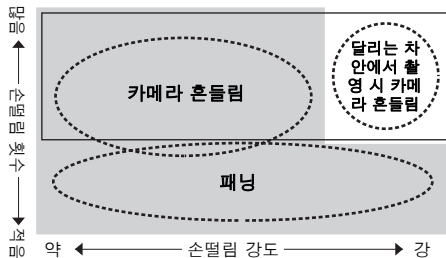 많음
손떨림 횟수
적음
카메라 흔들림
달리는 차
안에서 촬
영 시 카메
라 흔들림
패닝
약
손떨림 강도
강